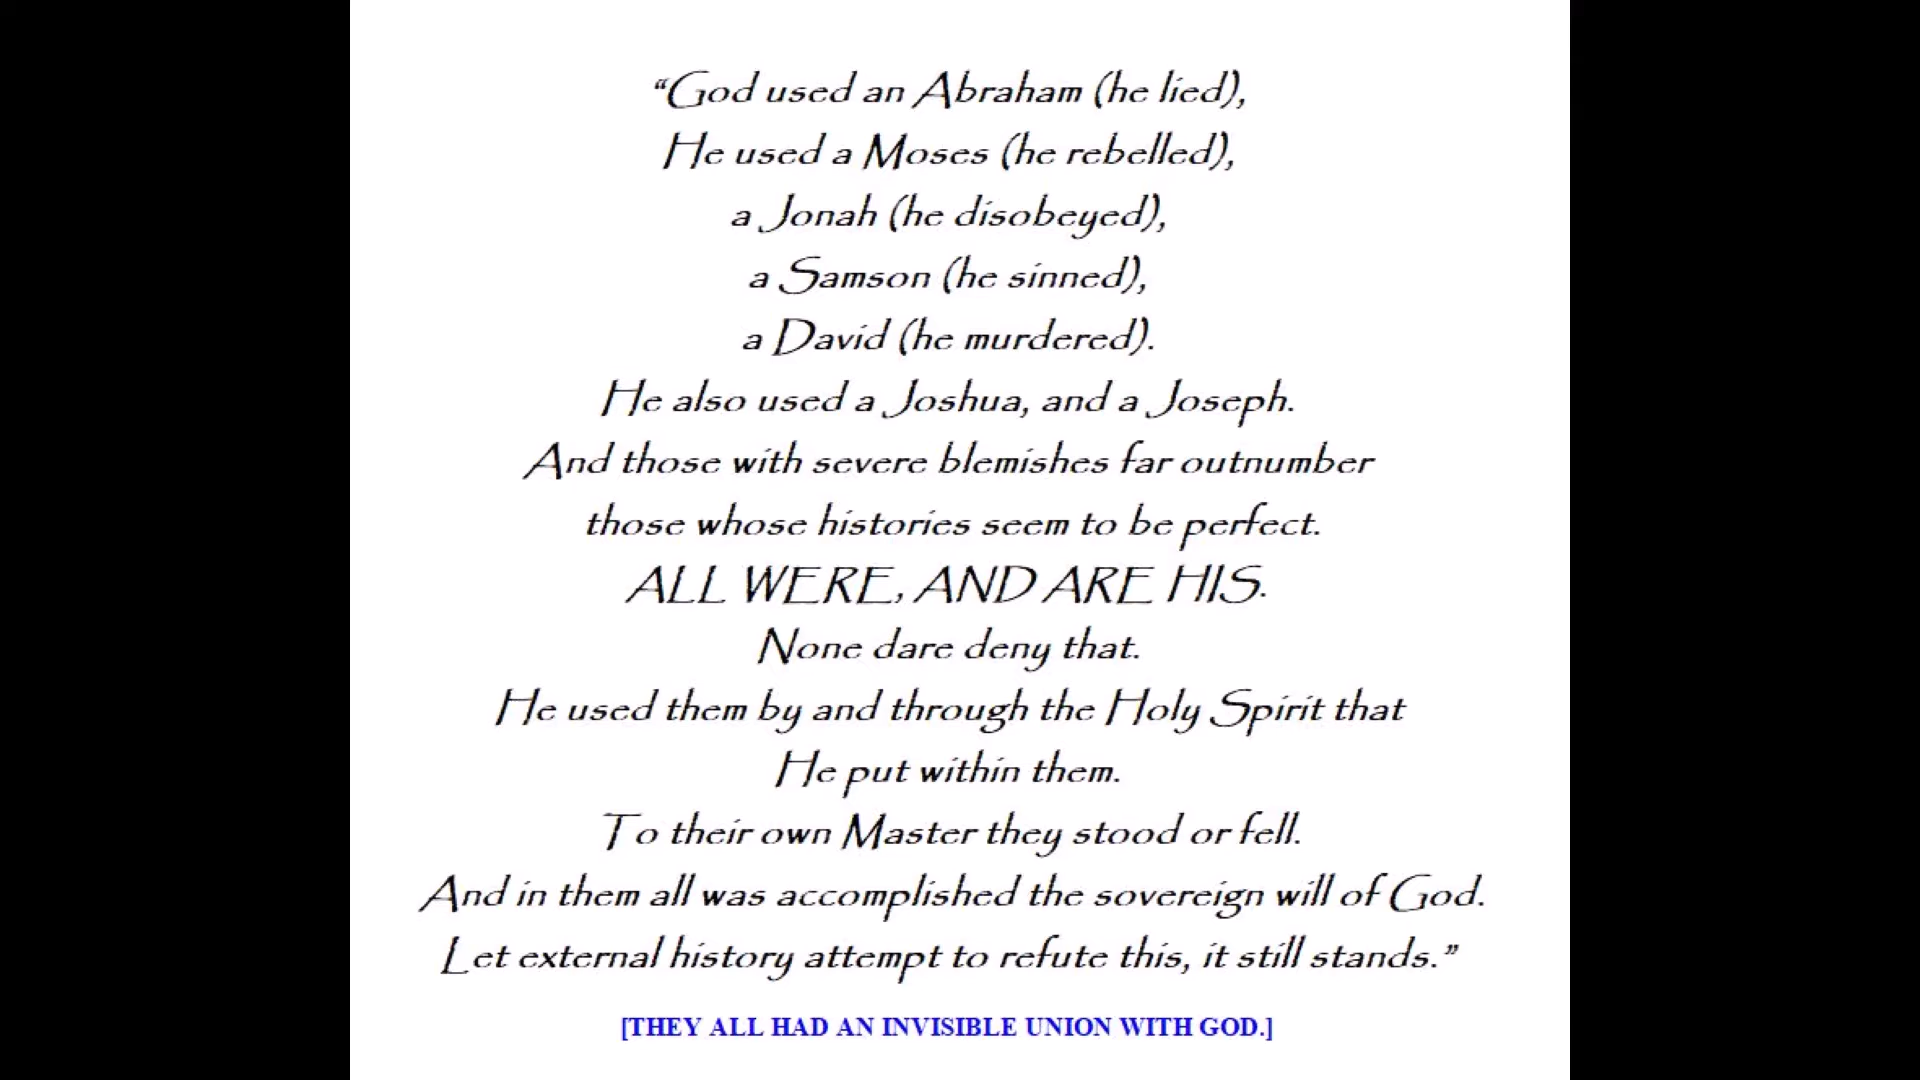 “God used an Abraham (he lied),
He used a Moses (he rebelled),
a Jonah (he disobeyed),
a Samson (he sinned),
a David (he murdered).
He also used a Joshua, and a Joseph.
And those with severe blemishes far outnumber
those whose histories seem to be perfect.
ALL WERE, AND ARE HIS.
None dare deny that.
He used them by and through the Holy Spirit that
He put within them.
To their own Master they stood or fell.
And in them all was accomplished the sovereign will of God.
Let external history attempt to refute this, it still stands.”
[THEY ALL HAD AN INVISIBLE UNION WITH GOD.]